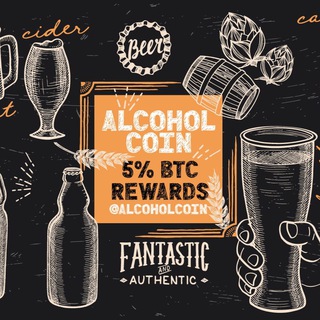 cider
Beer
ALCOHOL
COIN
5% BTC
REWARDS
@ALCOHOLCOIN
FANTASTIC
AND
AUTHENTIC